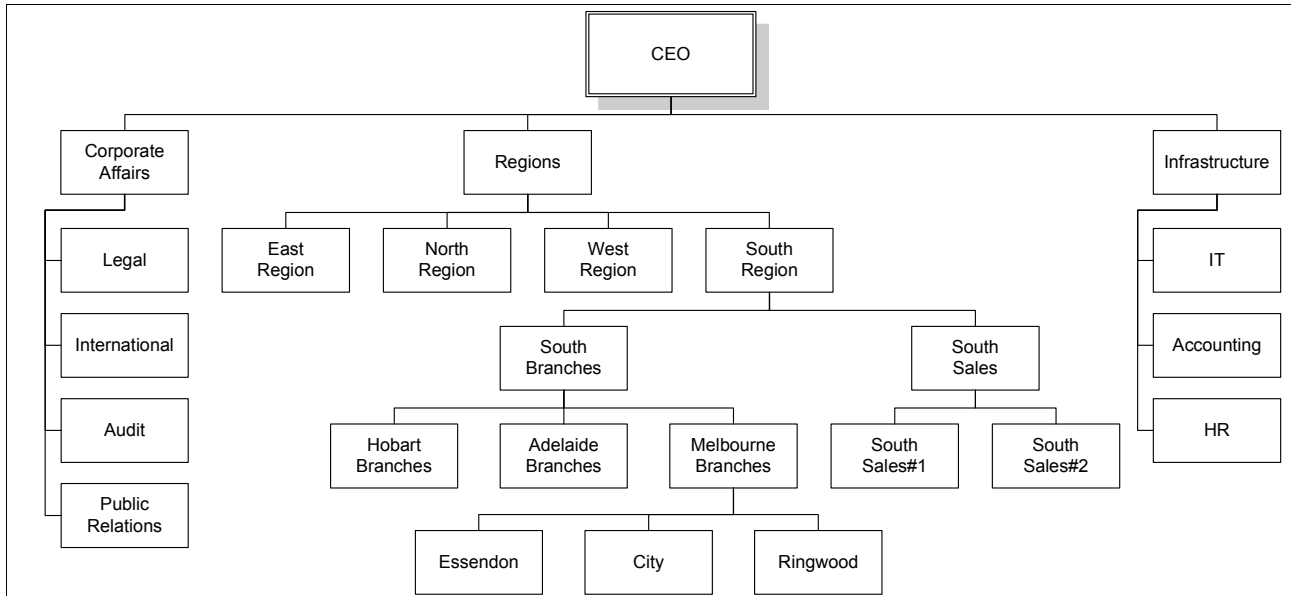 CEO
Corporate
Affairs
Regions
Infrastructure
Legal
East
Region
North
Region
West
Region
South
Region
IT
International
South
Branches
South
Sales
Accounting
Audit
Hobart
Branches
Adelaide
Branches
Melbourne
Branches
South
Sales#1
South
Sales#2
HR
Public
Relations
Essendon
City
Ringwood